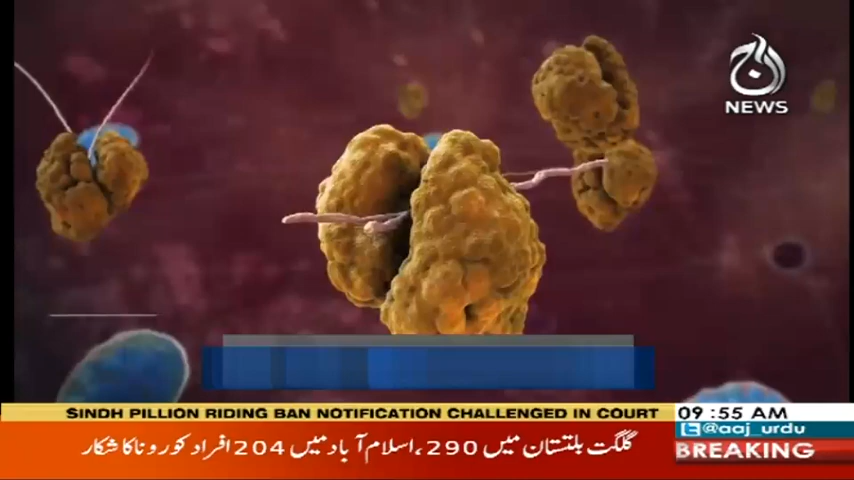 آج
NEWS
SINDH PILLION RIDING BAN NOTIFICATION CHALLENGED IN COURT
09 :55 AM
@aaj_urdu
گلگت بلتستان میں 290،اسلام آباد میں 204 افراد کورونا کا شکار
BREAKING